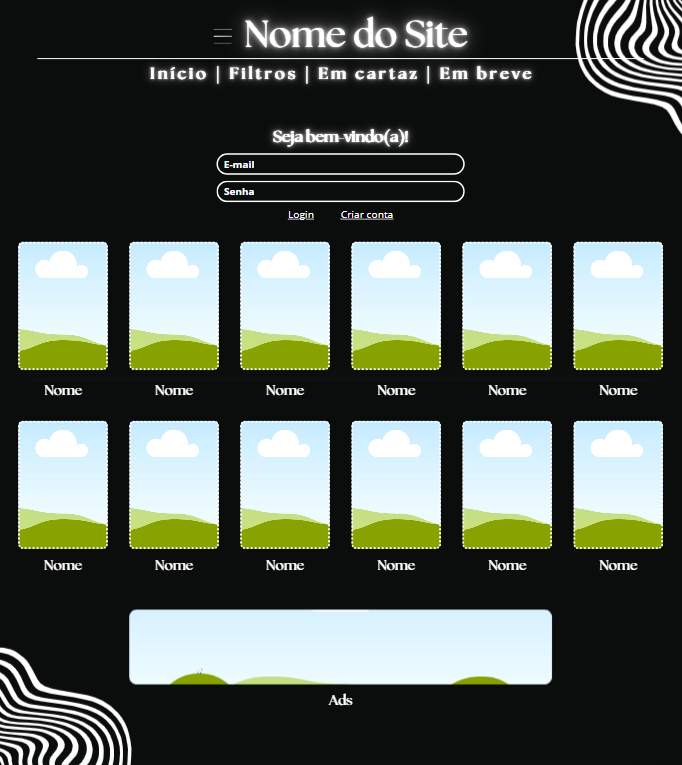 Nome do Site
Início | Filtros | Em cartaz | Em breve
Seja bem-vindo(a)!
E-mail
Senha
Login Criar conta
Nome Nome Nome Nome Nome Nome
Nome Nome Nome Nome Nome Nome
Ads